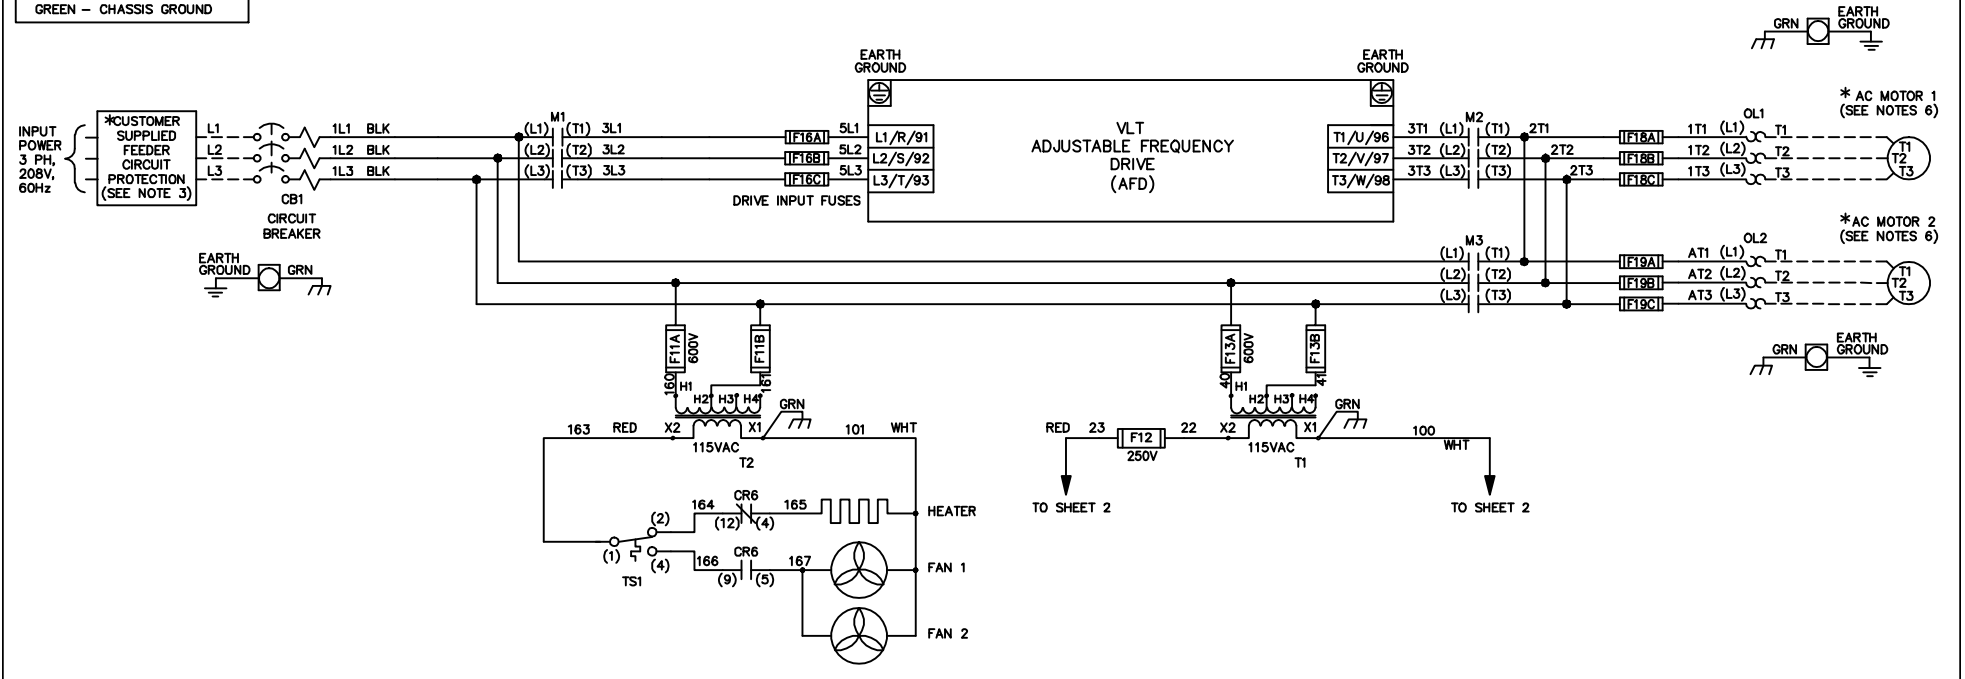 GREEN – CHASSIS GROUND
GRN
EARTH
GROUND
EARTH
GROUND
EARTH
GROUND
INPUT
POWER
3 PH,
208V,
60Hz
*CUSTOMER
SUPPLIED
FEEDER
CIRCUIT
PROTECTION
(SEE NOTE 3)
L1
L2
L3
CB1
CIRCUIT
BREAKER
1L1 BLK
1L2 BLK
1L3 BLK
M1
(L1) (T1) 3L1
(L2) (T2) 3L2
(L3) (T3) 3L3
F16A
F16B
F16C
DRIVE INPUT FUSES
5L1
5L2
5L3
L1/R/91
L2/S/92
L3/T/93
VLT
ADJUSTABLE FREQUENCY
DRIVE
(AFD)
T1/U/96
T2/V/97
T3/W/98
3T1 (L1)
3T2 (L2)
3T3 (L3)
M2
(T1) 2T1
(T2) 2T2
(T3) 2T3
F18A
F18B
F18C
1T1 (L1)
1T2 (L2)
1T3 (L3)
OL1
T1
T2
T3
* AC MOTOR 1
(SEE NOTES 6)
T1
T2
T3
EARTH
GROUND
GRN
M3
(L1) (T1)
(L2) (T2)
(L3) (T3)
F19A
F19B
F19C
AT1 (L1)
AT2 (L2)
AT3 (L3)
OL2
T1
T2
T3
*AC MOTOR 2
(SEE NOTES 6)
T1
T2
T3
GRN
EARTH
GROUND
F11A
600V
F11B
160
161
H1
H2 H3 H4
GRN
163 RED X2
X1 101 WHT
115VAC
T2
F13A
600V
F13B
40
41
H1
H2 H3 H4
GRN
RED 23
F12
250V
22 X2
X1 100
WHT
115VAC
T1
TO SHEET 2
TO SHEET 2
(1)
(2)
(4)
TS1
164
CR6
(12) (4)
165
HEATER
166
CR6
(9) (5)
167
FAN 1
FAN 2